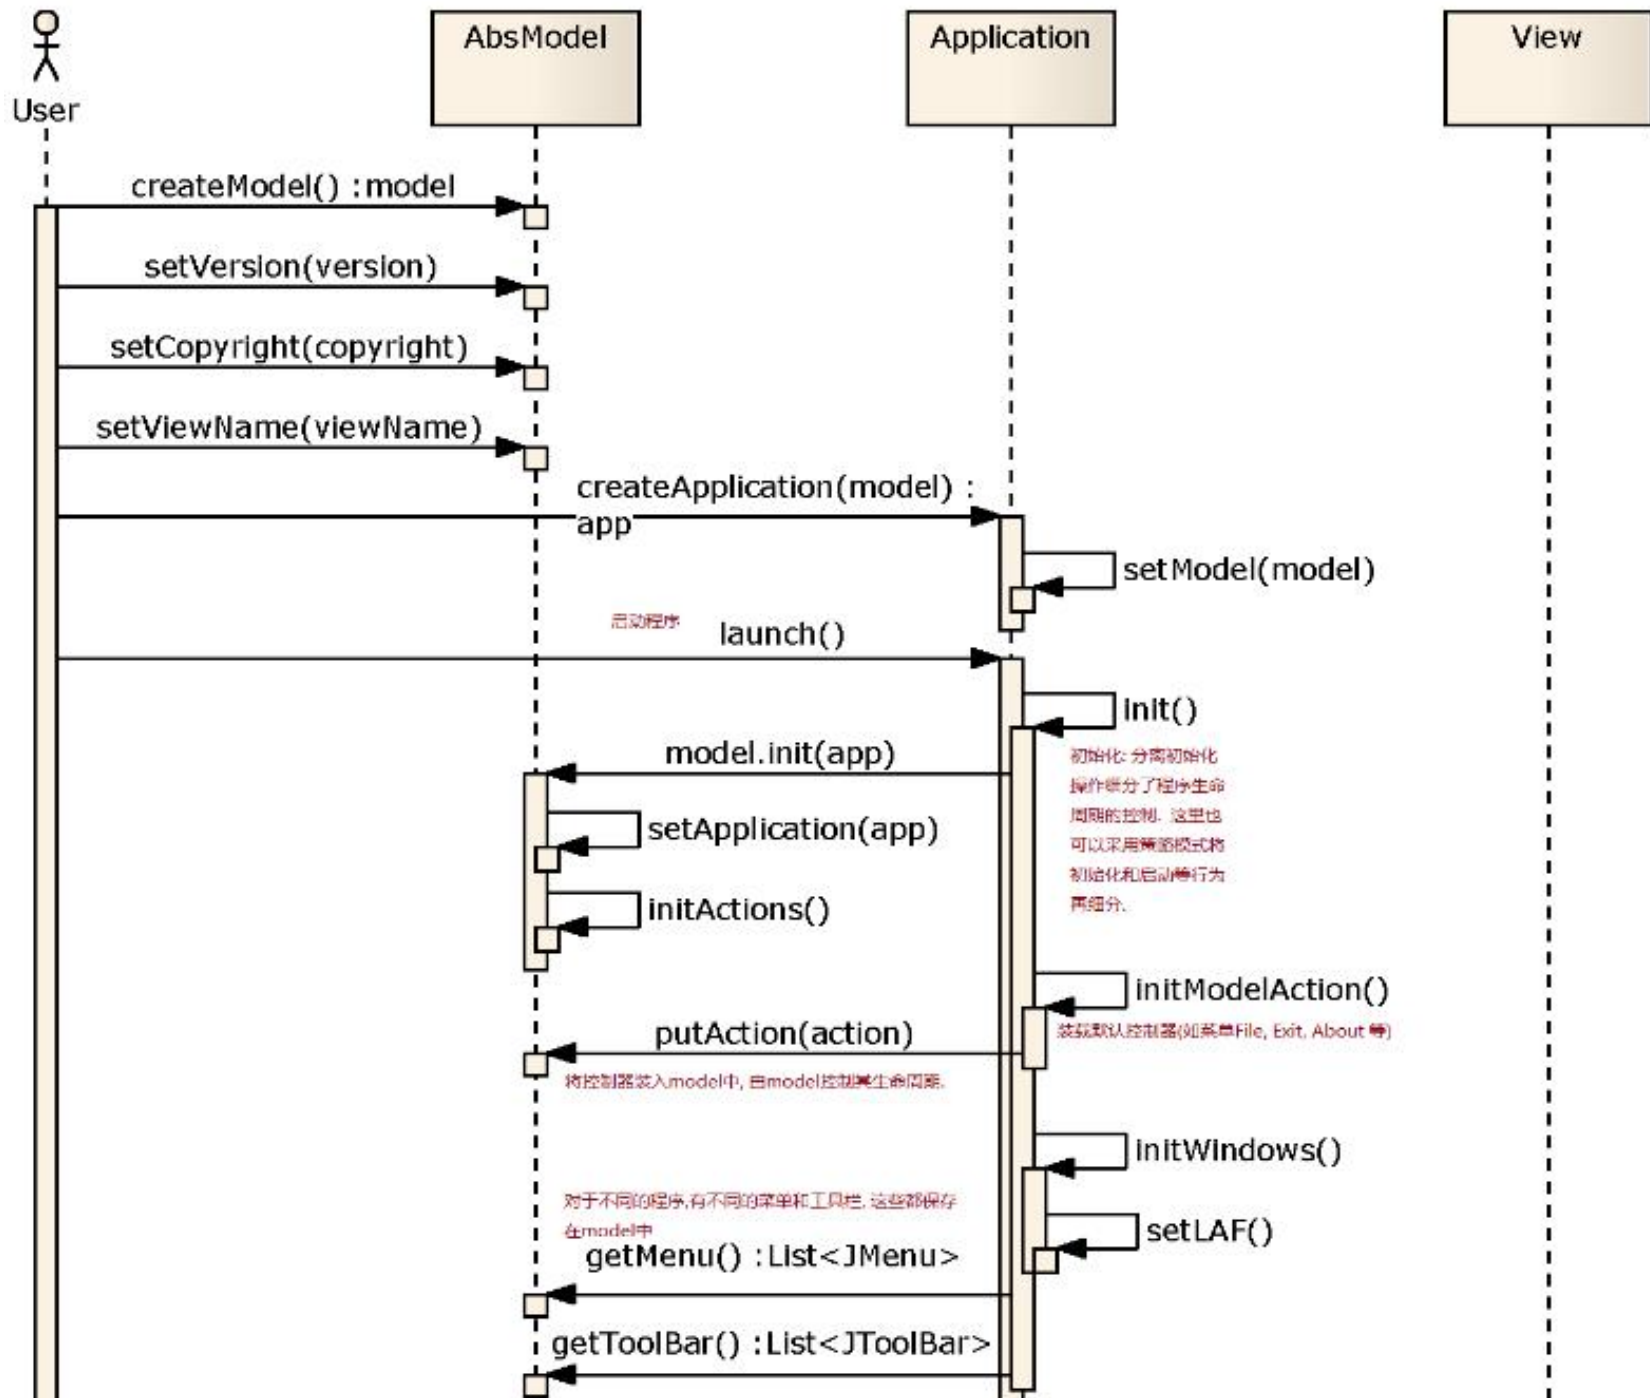 User
AbsModel
Application
View
createModel() :model
setVersion(version)
setCopyright(copyright)
setViewName(viewName)
createApplication(model) :
app
setModel(model)
启动程序
launch()
init()
model.init(app)
初始化: 分离初始化
操作细分了程序生命
周期的控制. 这里也
可以采用策略模式将
初始化和启动等行为
再细分.
setApplication(app)
initActions()
initModelAction()
装载默认控制器(如菜单File, Exit, About 等)
putAction(action)
将控制器装入model中, 由model控制其生命周期.
initWindows()
对于不同的程序,有不同的菜单和工具栏, 这些都保存
在model中
setLAF()
getMenu() :List<JMenu>
getToolBar() :List<JToolBar>